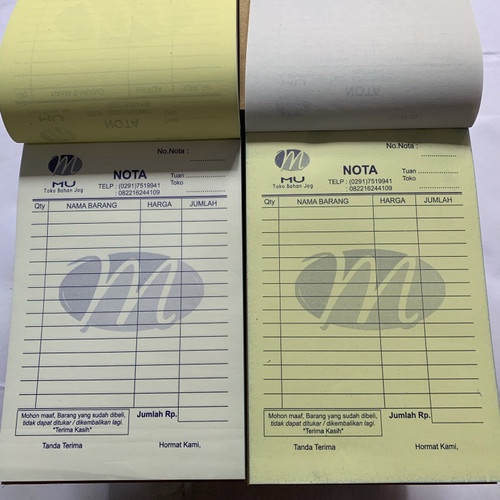 No.Nota : ..............
m
MU
Toko Bahan Jag
NOTA
TELP : (0291)7519941
: 082216244109
Tuan ..............
Toko ..............
Qty NAMA BARANG HARGA JUMLAH
m
Mohon maaf, Barang yang sudah dibeli,
tidak dapat ditukar / dikembalikan lagi.
"Terima Kasih"
Jumlah Rp.
Tanda Terima Hormat Kami,
No.Nota :
..............
m
MU
Toko Bahan Jag
NOTA
TELP : (0291)7519941
: 082216244109
Tuan ..............
Toko ..............
Qty NAMA BARANG HARGA JUMLAH
m
Mohon maaf, Barang yang sudah dibeli,
tidak dapat ditukar / dikembalikan lagi.
"Terima Kasih"
Jumlah Rp.
Tanda Terima Hormat Kami,